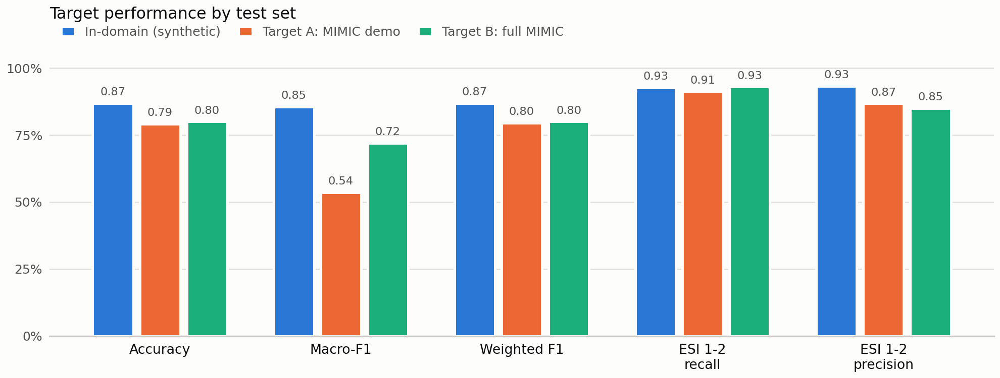 Target performance by test set
In-domain (synthetic) Target A: MIMIC demo Target B: full MIMIC
100%
75%
50%
25%
0%
0.87 0.79 0.80
0.85 0.54 0.72
0.87 0.80 0.80
0.93 0.91 0.93
0.93 0.87 0.85
Accuracy
Macro-F1
Weighted F1
ESI 1-2
recall
ESI 1-2
precision